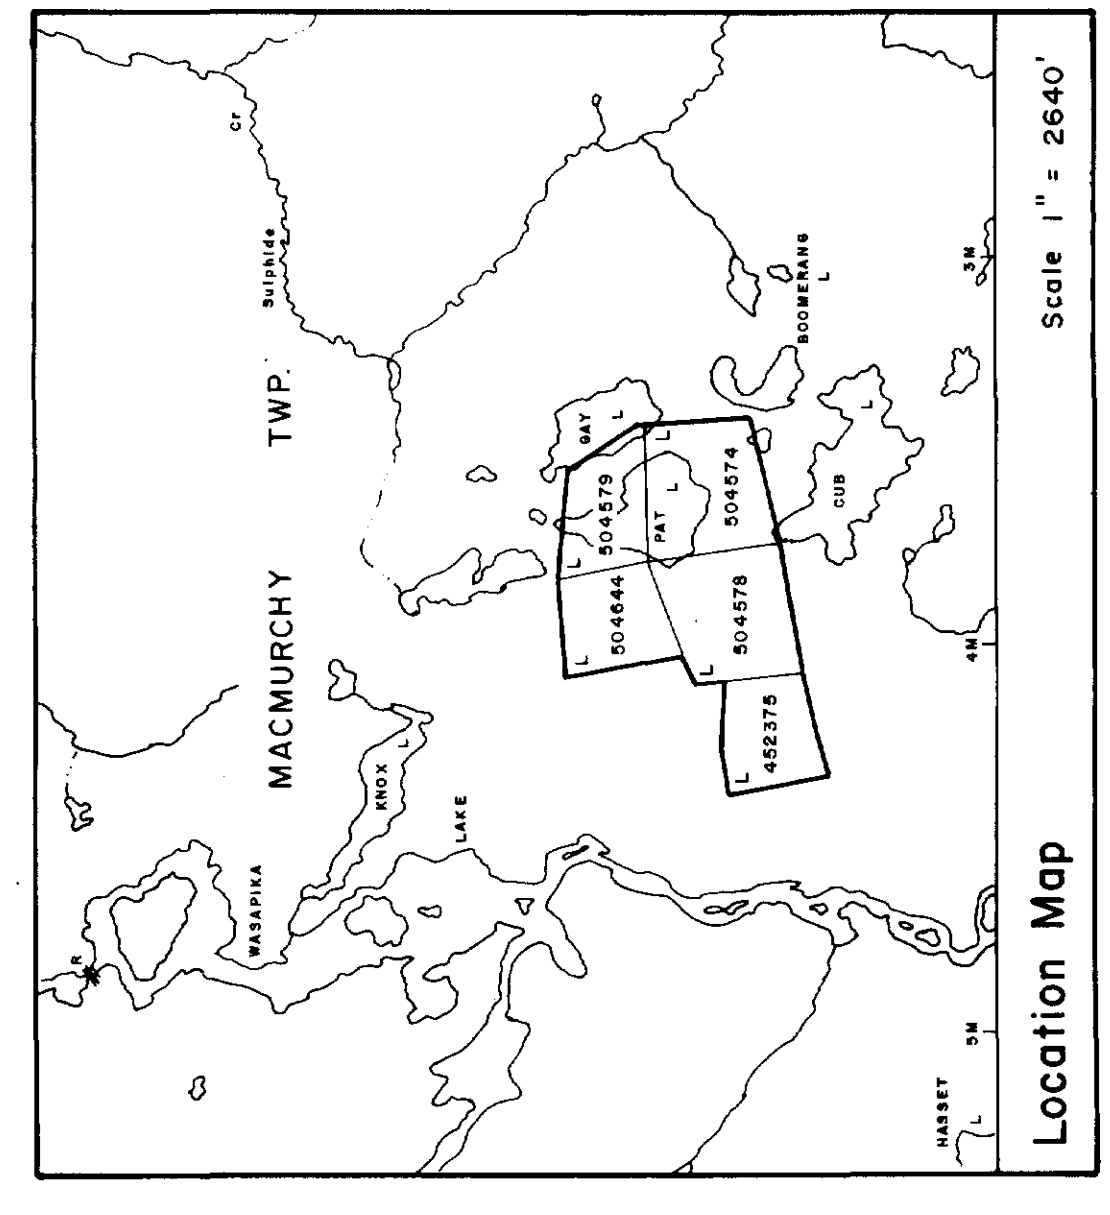 R
Cr
Sulphide
WASAPIKA
MACMURCHY TWP.
KNOX
L
LAKE
GAY
L
L
504644
L
504579
L
PAT
L
L
504578
504574
L
452375
BOOMERANG
L
CUB
L
HASSET
L
5M
4M
3M
Location Map
Scale 1" = 2640'